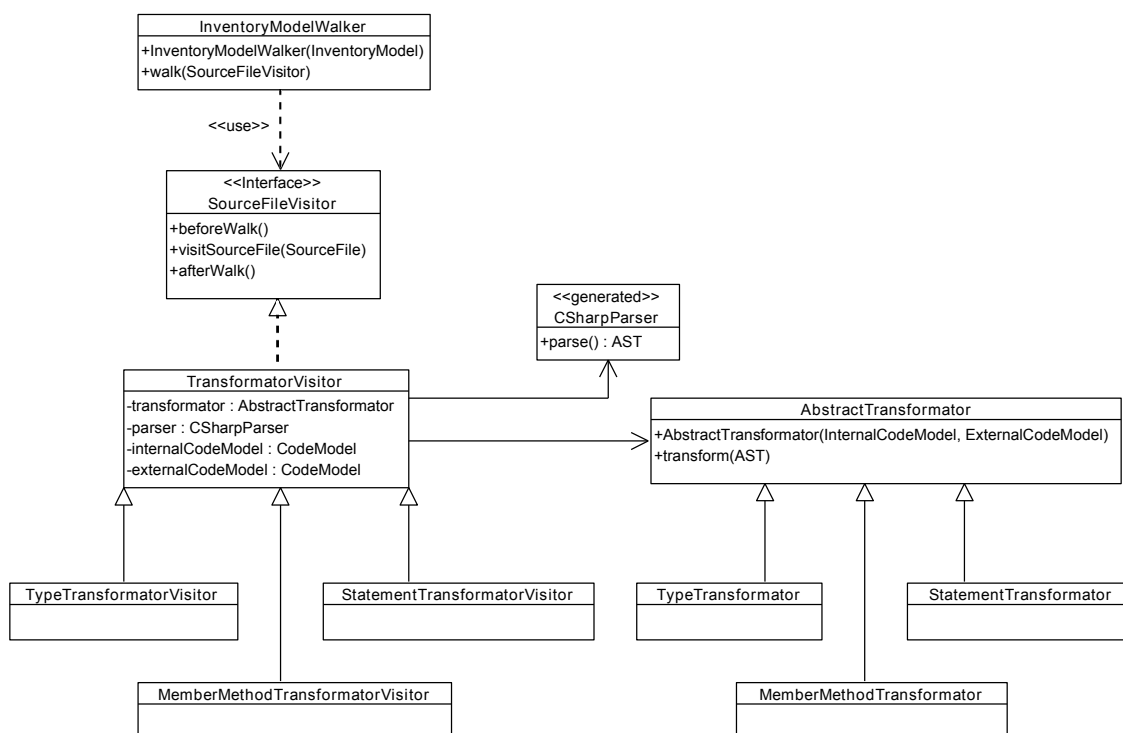 InventoryModelWalker
+InventoryModelWalker(InventoryModel)
+walk(SourceFileVisitor)
<<use>>
<<Interface>>
SourceFileVisitor
+beforeWalk()
+visitSourceFile(SourceFile)
+afterWalk()
<<generated>>
CSharpParser
+parse() : AST
TransformatorVisitor
-transformator : AbstractTransformator
-parser : CSharpParser
-internalCodeModel : CodeModel
-externalCodeModel : CodeModel
AbstractTransformator
+AbstractTransformator(InternalCodeModel, ExternalCodeModel)
+transform(AST)
TypeTransformatorVisitor
StatementTransformatorVisitor
TypeTransformator
StatementTransformator
MemberMethodTransformatorVisitor
MemberMethodTransformator